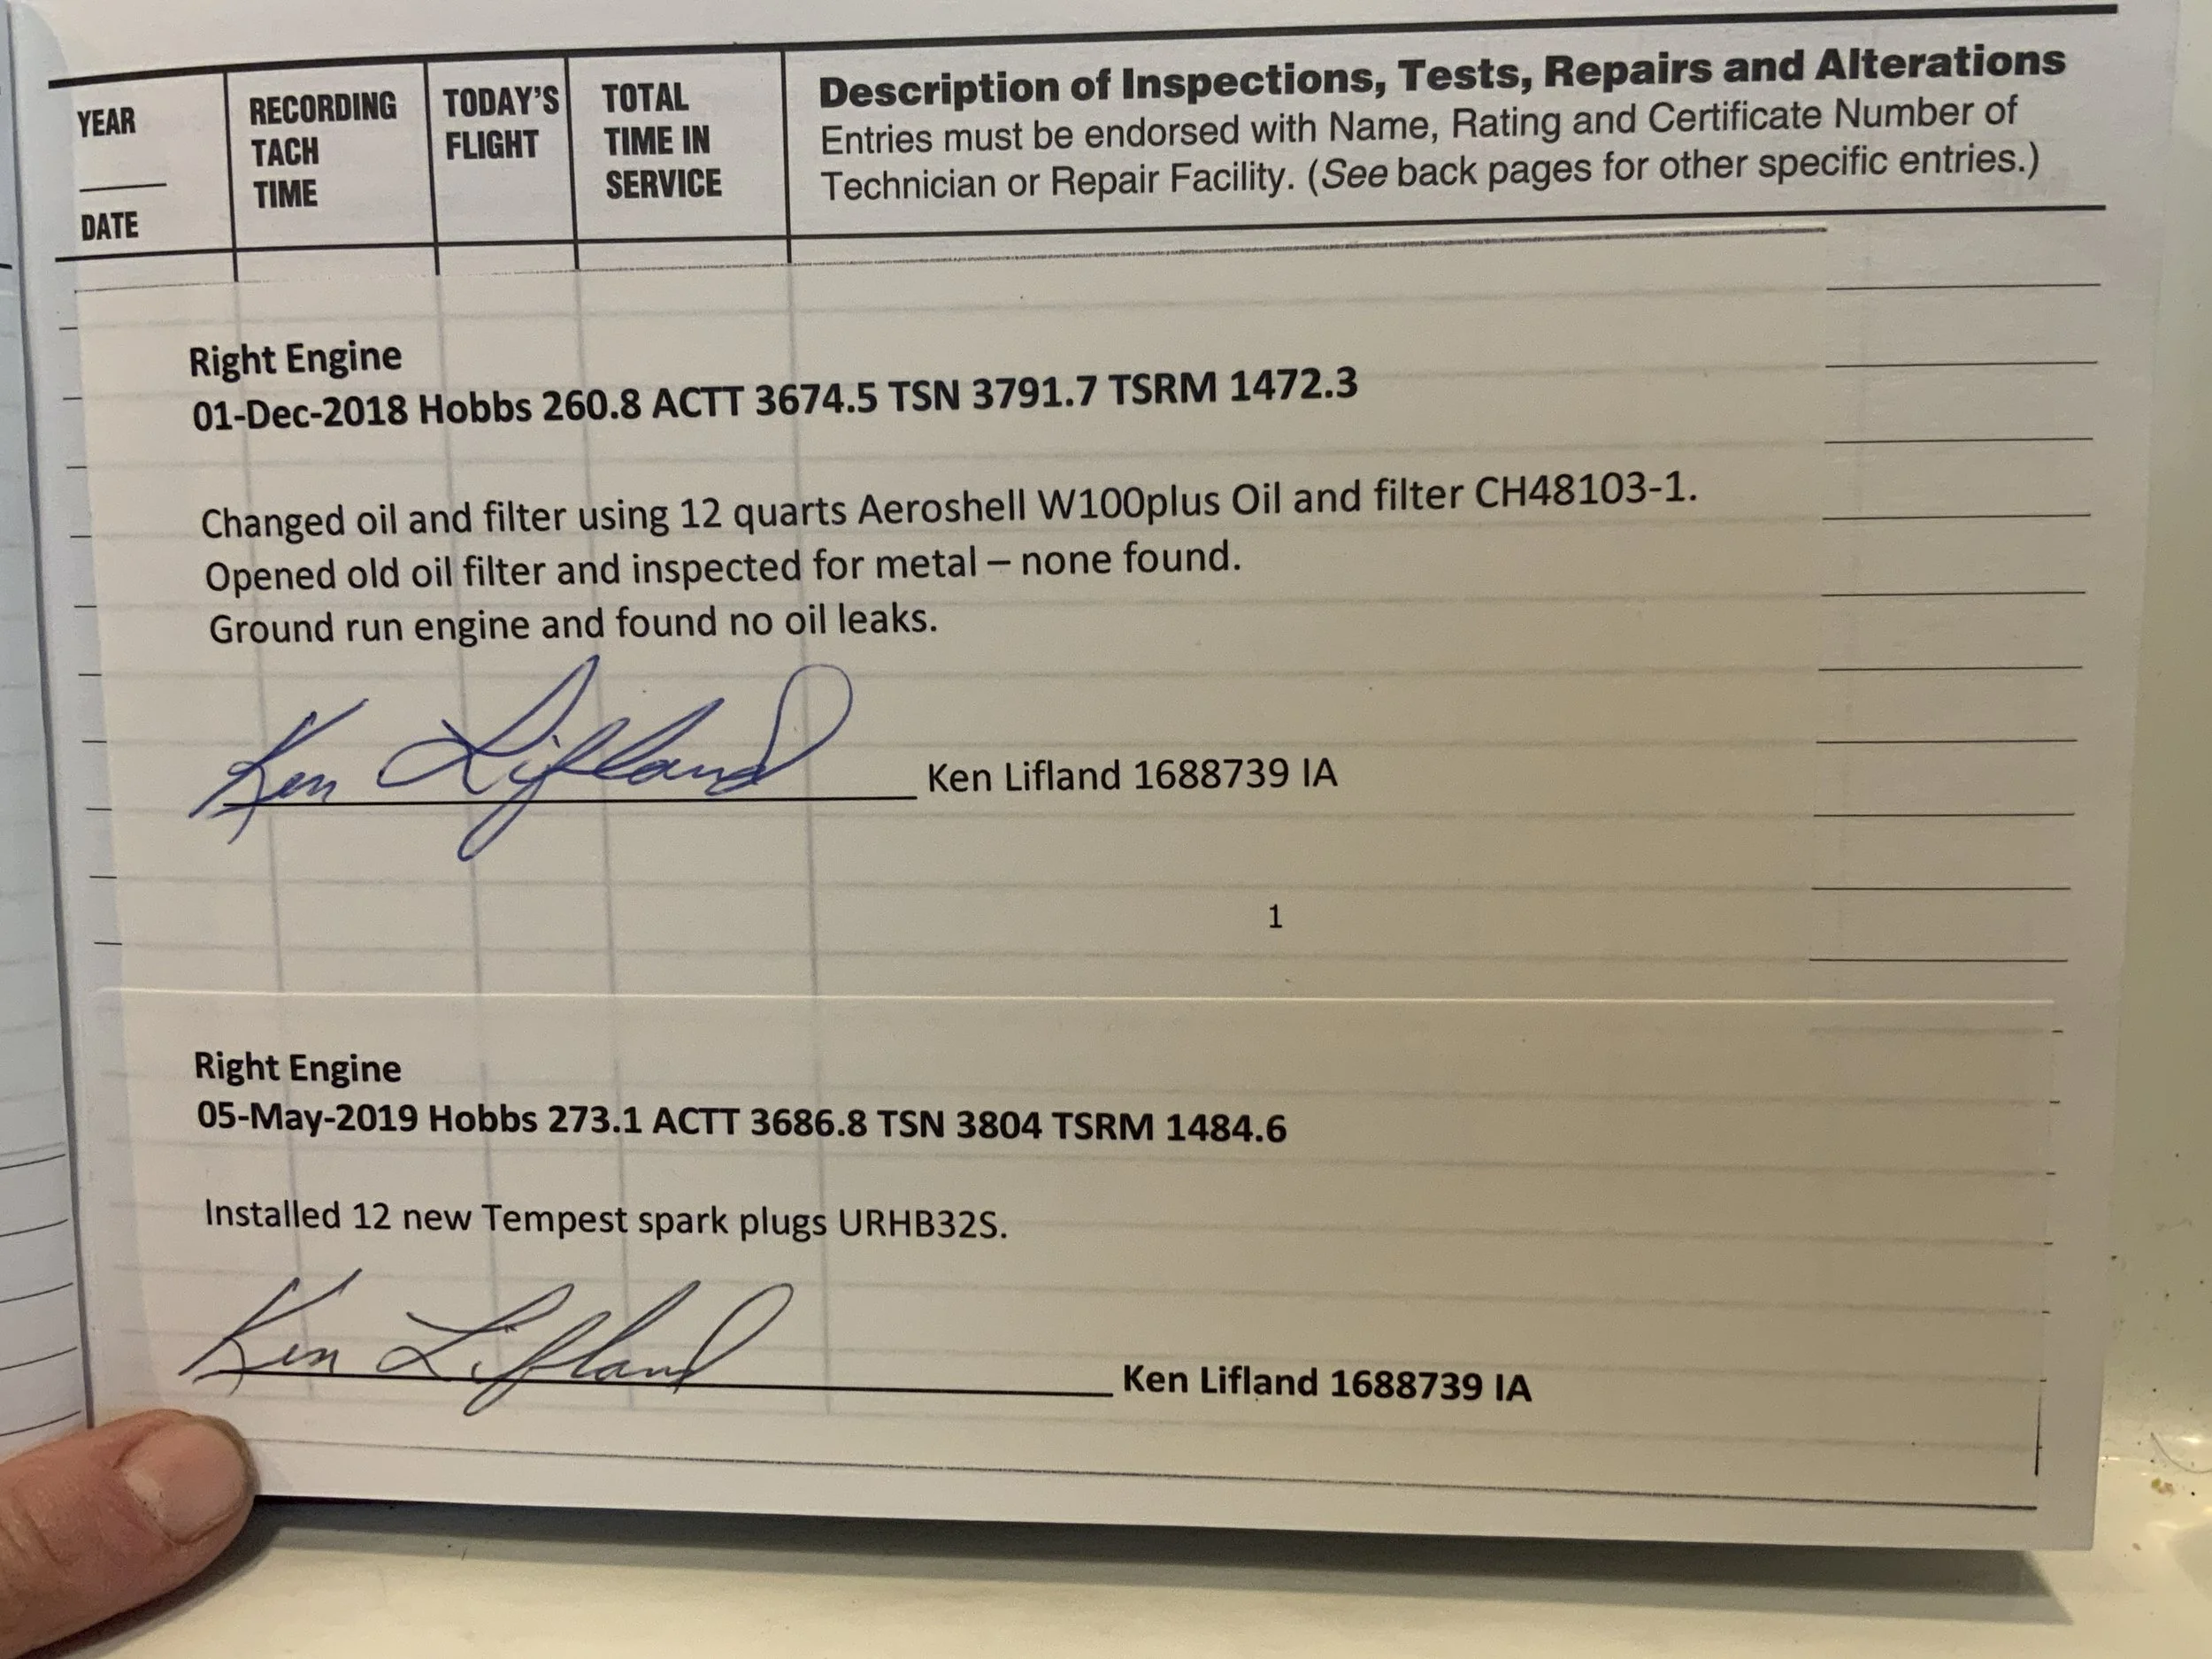 YEAR
DATE
RECORDING
TACH
TIME
TODAY'S
FLIGHT
TOTAL
TIME IN
SERVICE
Description of Inspections, Tests, Repairs and Alterations
Entries must be endorsed with Name, Rating and Certificate Number of
Technician or Repair Facility. (See back pages for other specific entries.)
Right Engine
01-Dec-2018 Hobbs 260.8 ACTT 3674.5 TSN 3791.7 TSRM 1472.3
Changed oil and filter using 12 quarts Aeroshell W100plus Oil and filter CH48103-1.
Opened old oil filter and inspected for metal – none found.
Ground run engine and found no oil leaks.
Ken Lifland Ken Lifland 1688739 IA
1
Right Engine
05-May-2019 Hobbs 273.1 ACTT 3686.8 TSN 3804 TSRM 1484.6
Installed 12 new Tempest spark plugs URHB32S.
Ken Lifland Ken Lifland 1688739 IA